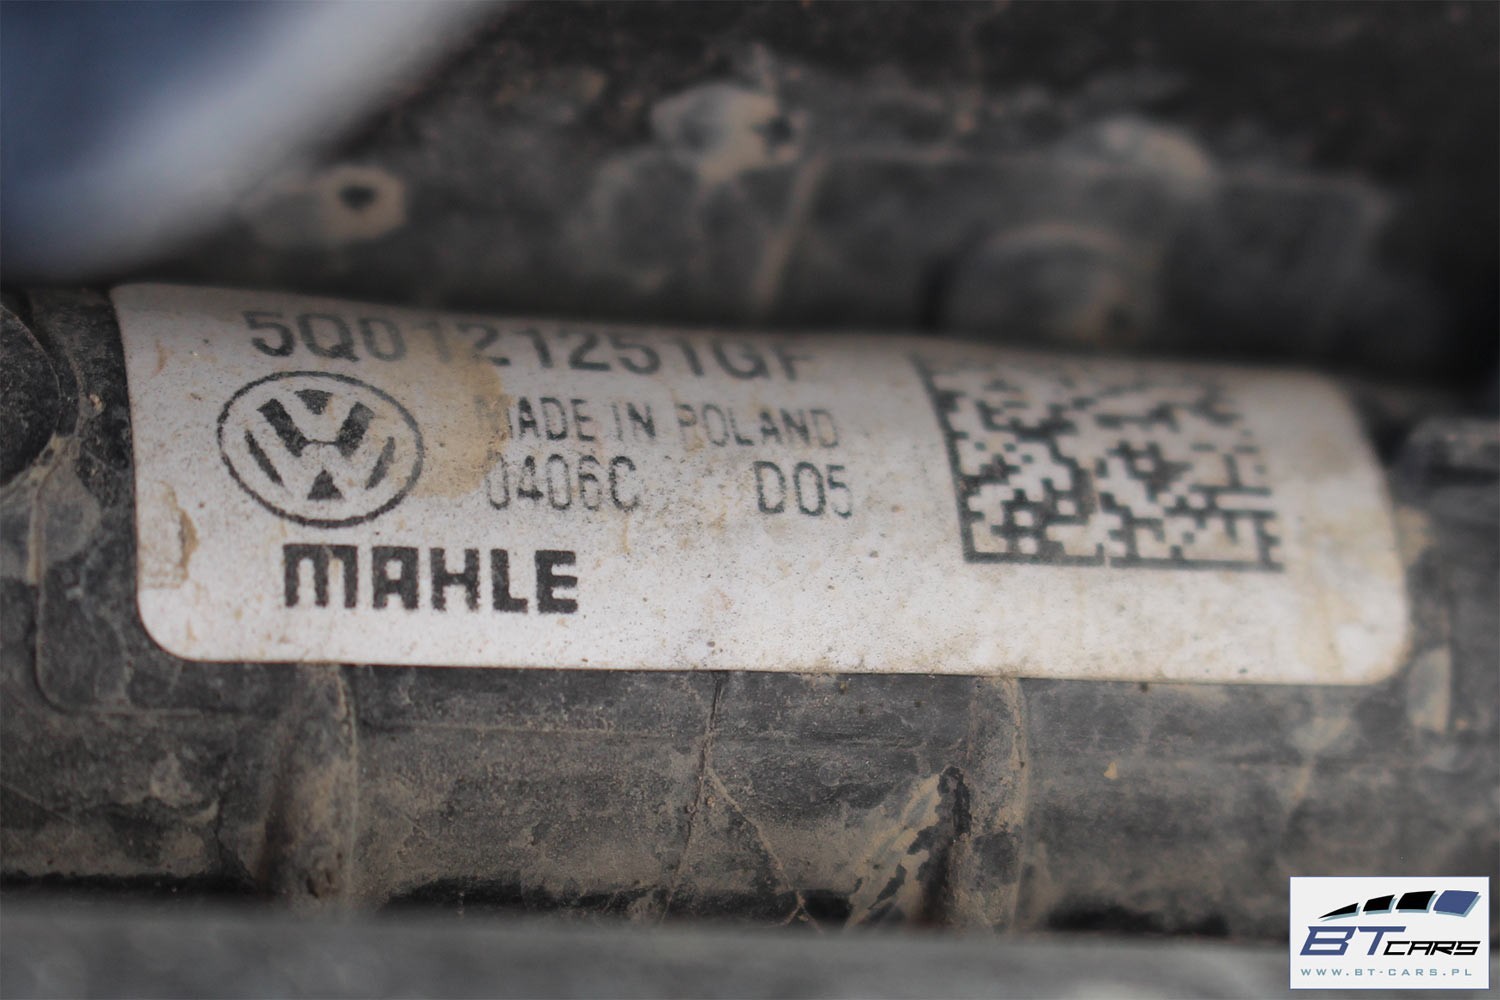 5Q0121251GF
MADE IN POLAND
0406C D05
MAHLE
BT CARS
WWW.BT-CARS.PL